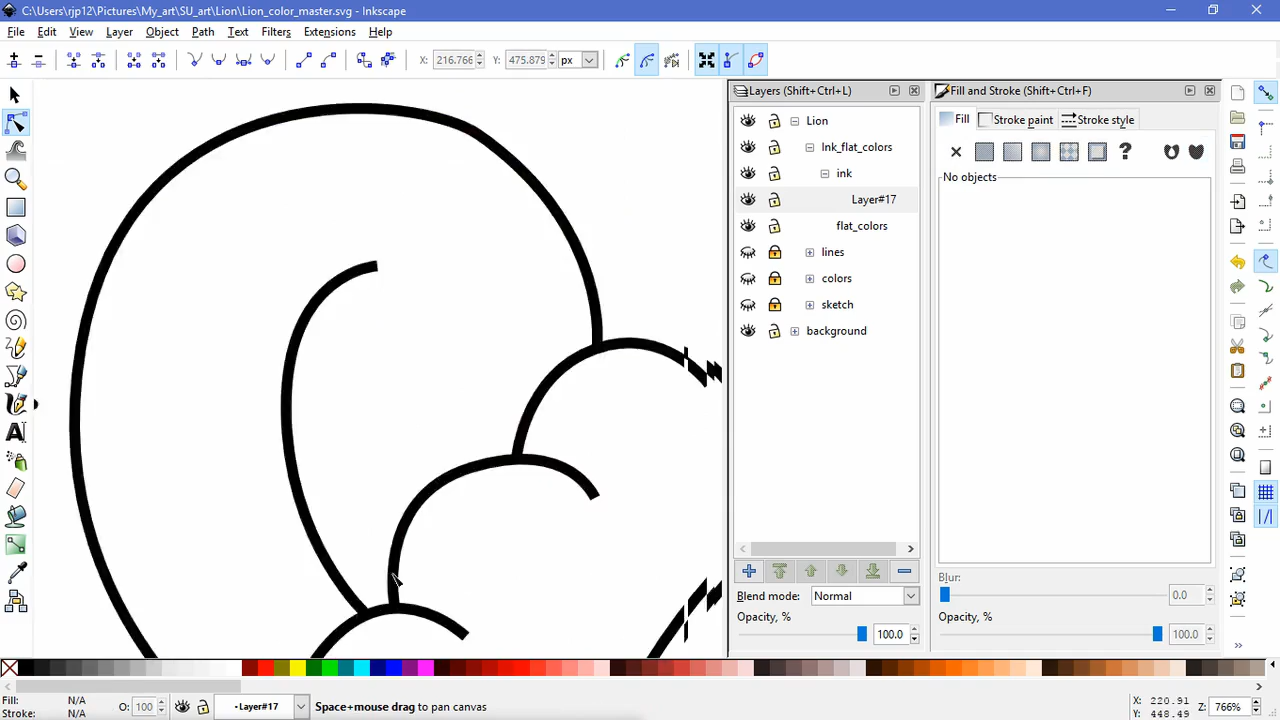 C:\Users\rjp12\Pictures\My_art\SU_art\Lion\Lion_color_master.svg - Inkscape
File Edit View Layer Object Path Filters Text Extensions Help
X: 216.766 Y: 475.879 px
Layers (Shift+Ctrl+L)
Fill and Stroke (Shift+Ctrl+F)
Lion
Ink_flat_colors
ink
Layer#17
flat_colors
lines
colors
sketch
background
Fill Stroke paint Stroke style
?
No objects
Blend mode: Normal
Opacity, %
100.0
Blur:
0.0
Opacity, %
100.0
Fill: N/A
Stroke: N/A
O: 100
•Layer#17
Space+mouse drag to pan canvas
X: 220.91
Y: 448.49
Z: 766%